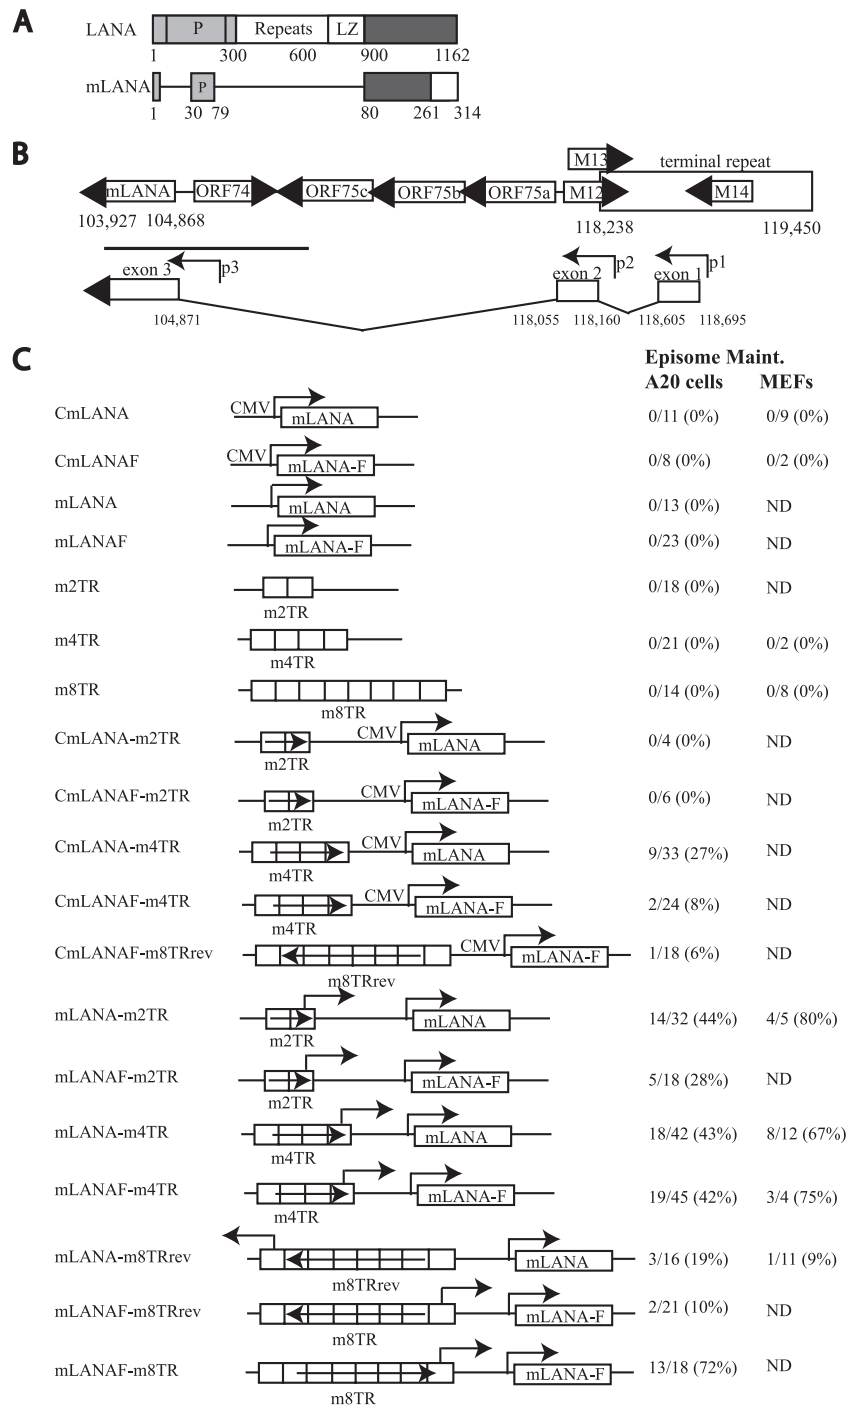 A
LANA P Repeats LZ
1 300 600 900 1162
mLANA P
1 30 79 80 261 314
B
M13 terminal repeat
mLANA ORF74 ORF75c ORF75b ORF75a M12 M14
103,927 104,868 118,238 119,450
exon 3 p3 exon 2 p2 exon 1 p1
104,871 118,055 118,160 118,605 118,695
C
Episome Maint.
A20 cells MEFs
CmLANA CMV mLANA 0/11 (0%) 0/9 (0%)
CmLANAF CMV mLANA-F 0/8 (0%) 0/2 (0%)
mLANA mLANA 0/13 (0%) ND
mLANAF mLANA-F 0/23 (0%) ND
m2TR 0/18 (0%) ND
m2TR
m4TR 0/21 (0%) 0/2 (0%)
m4TR
m8TR 0/14 (0%) 0/8 (0%)
m8TR
CmLANA-m2TR CMV mLANA 0/4 (0%) ND
m2TR
CmLANAF-m2TR CMV mLANA-F 0/6 (0%) ND
m2TR
CmLANA-m4TR CMV mLANA 9/33 (27%) ND
m4TR
CmLANAF-m4TR CMV mLANA-F 2/24 (8%) ND
m4TR
CmLANAF-m8TRrev CMV mLANA-F 1/18 (6%) ND
m8TRrev
mLANA-m2TR mLANA 14/32 (44%) 4/5 (80%)
m2TR
mLANAF-m2TR mLANA-F 5/18 (28%) ND
m2TR
mLANA-m4TR mLANA 18/42 (43%) 8/12 (67%)
m4TR
mLANAF-m4TR mLANA-F 19/45 (42%) 3/4 (75%)
m4TR
mLANA-m8TRrev mLANA 3/16 (19%) 1/11 (9%)
m8TRrev
mLANAF-m8TRrev mLANA-F 2/21 (10%) ND
m8TR
mLANAF-m8TR mLANA-F 13/18 (72%) ND
m8TR